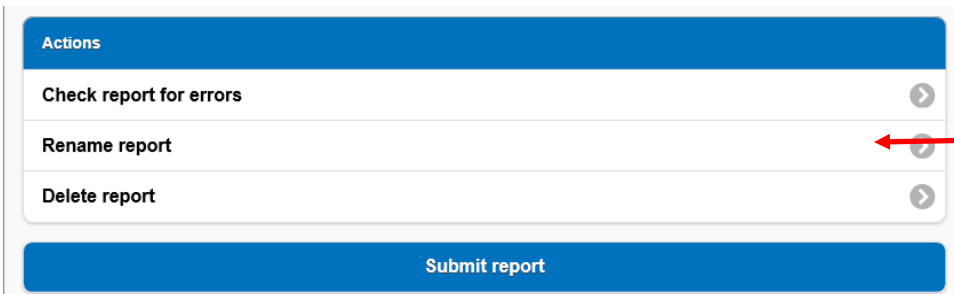 Actions
Check report for errors
Rename report
Delete report
Submit report